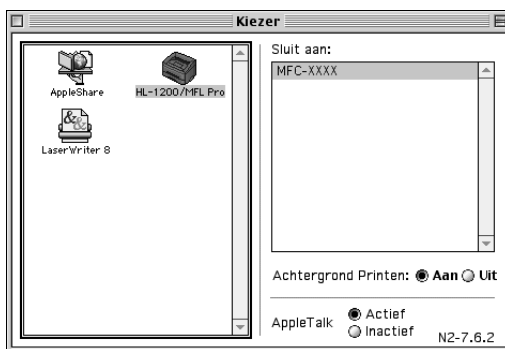 Kiezer
AppleShare
HL-1200/MFL Pro
LaserWriter 8
Sluit aan:
MFC-XXXX
Achtergrond Printen: Aan Uit
AppleTalk
Actief
Inactief
N2-7.6.2